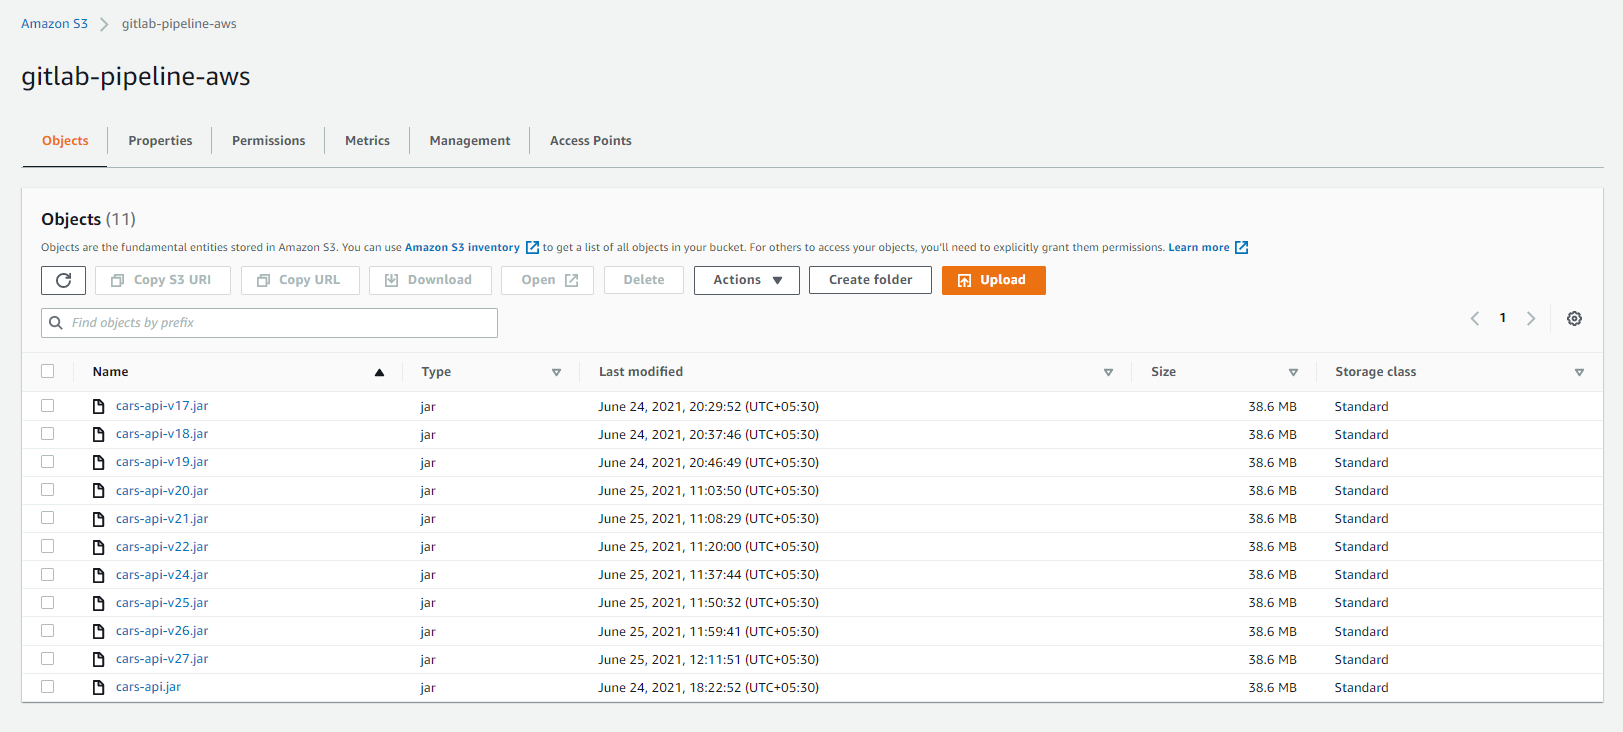 Amazon S3 > gitlab-pipeline-aws
gitlab-pipeline-aws
Objects Properties Permissions Metrics Management Access Points
Objects (11)
Objects are the fundamental entities stored in Amazon S3. You can use Amazon S3 inventory to get a list of all objects in your bucket. For others to access your objects, you'll need to explicitly grant them permissions. Learn more
Copy S3 URI Copy URL Download Open Delete Actions Create folder Upload
Find objects by prefix 1
Name Type Last modified Size Storage class
cars-api-v17.jar jar June 24, 2021, 20:29:52 (UTC+05:30) 38.6 MB Standard
cars-api-v18.jar jar June 24, 2021, 20:37:46 (UTC+05:30) 38.6 MB Standard
cars-api-v19.jar jar June 24, 2021, 20:46:49 (UTC+05:30) 38.6 MB Standard
cars-api-v20.jar jar June 25, 2021, 11:03:50 (UTC+05:30) 38.6 MB Standard
cars-api-v21.jar jar June 25, 2021, 11:08:29 (UTC+05:30) 38.6 MB Standard
cars-api-v22.jar jar June 25, 2021, 11:20:00 (UTC+05:30) 38.6 MB Standard
cars-api-v24.jar jar June 25, 2021, 11:37:44 (UTC+05:30) 38.6 MB Standard
cars-api-v25.jar jar June 25, 2021, 11:50:32 (UTC+05:30) 38.6 MB Standard
cars-api-v26.jar jar June 25, 2021, 11:59:41 (UTC+05:30) 38.6 MB Standard
cars-api-v27.jar jar June 25, 2021, 12:11:51 (UTC+05:30) 38.6 MB Standard
cars-api.jar jar June 24, 2021, 18:22:52 (UTC+05:30) 38.6 MB Standard